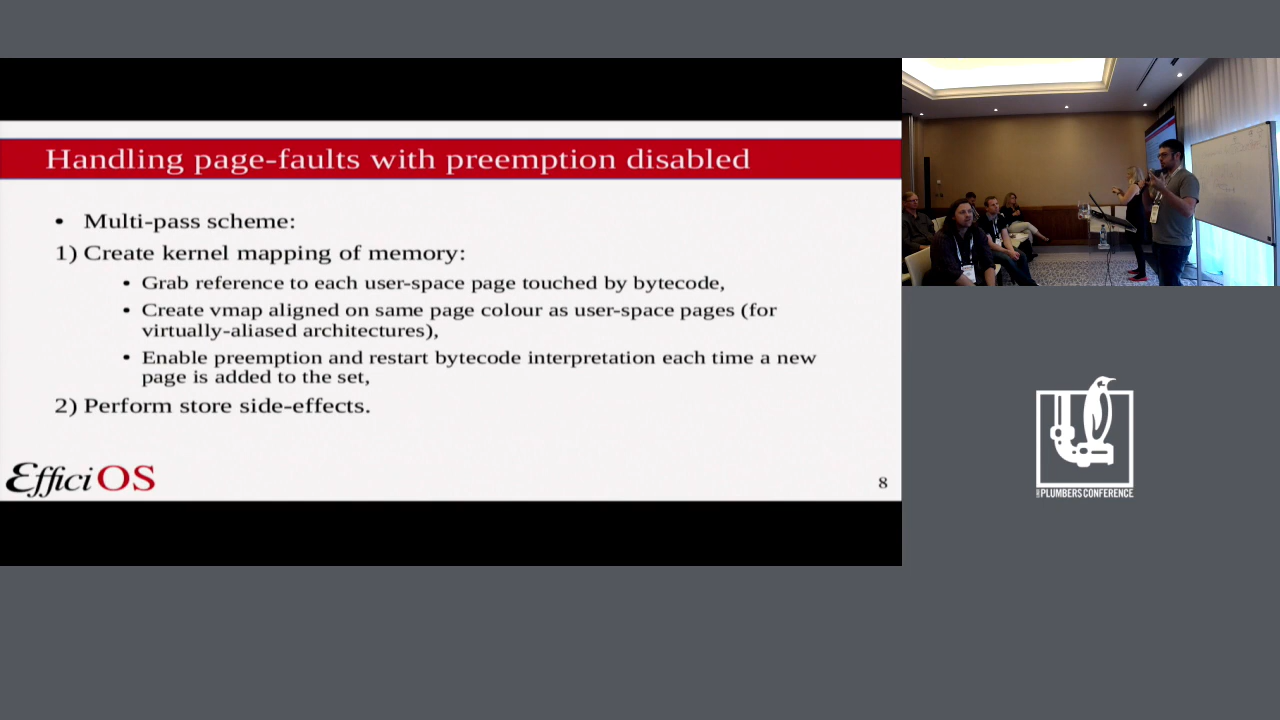 Handling page-faults with preemption disabled
• Multi-pass scheme:
1) Create kernel mapping of memory:
• Grab reference to each user-space page touched by bytecode,
• Create vmap aligned on same page colour as user-space pages (for
virtually-aliased architectures),
• Enable preemption and restart bytecode interpretation each time a new
page is added to the set,
2) Perform store side-effects.
EfficiOS
8
PLUMBERS CONFERENCE